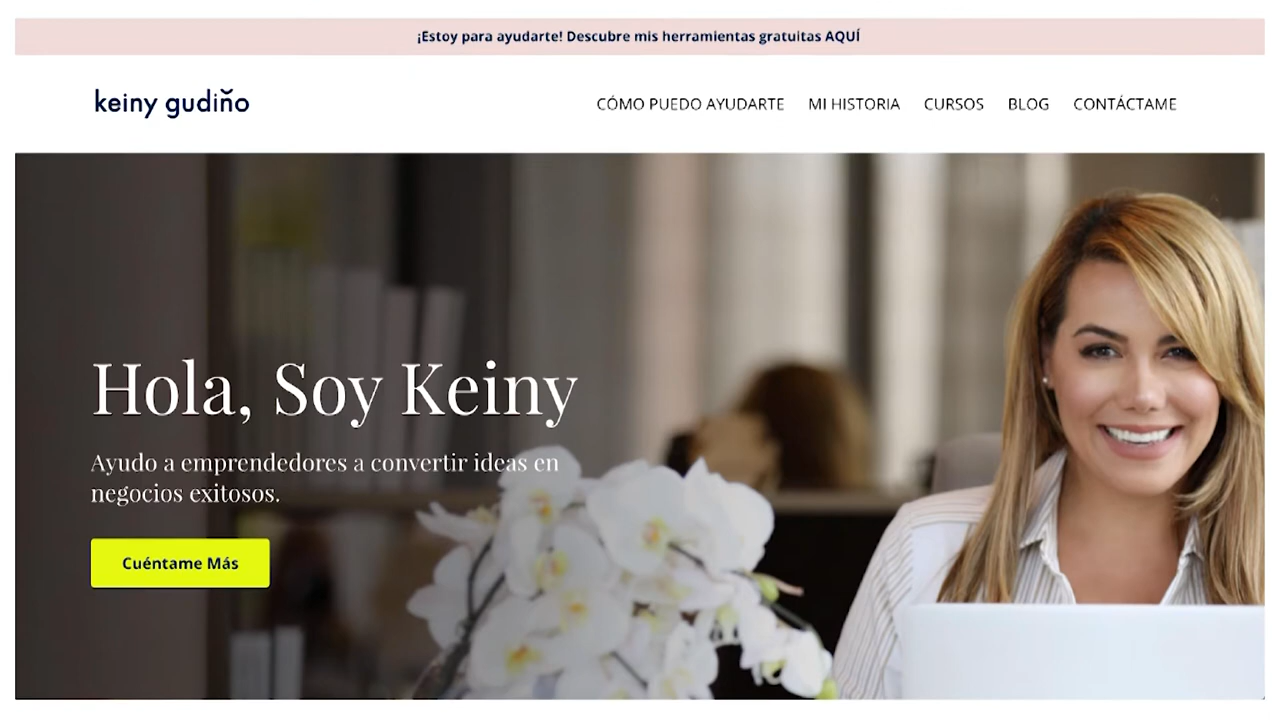 ¡Estoy para ayudarte! Descubre mis herramientas gratuitas AQUÍ
keiny gudiño
CÓMO PUEDO AYUDARTE MI HISTORIA CURSOS BLOG CONTÁCTAME
Hola, Soy Keiny
Ayudo a emprendedores a convertir ideas en
negocios exitosos.
Cuéntame Más